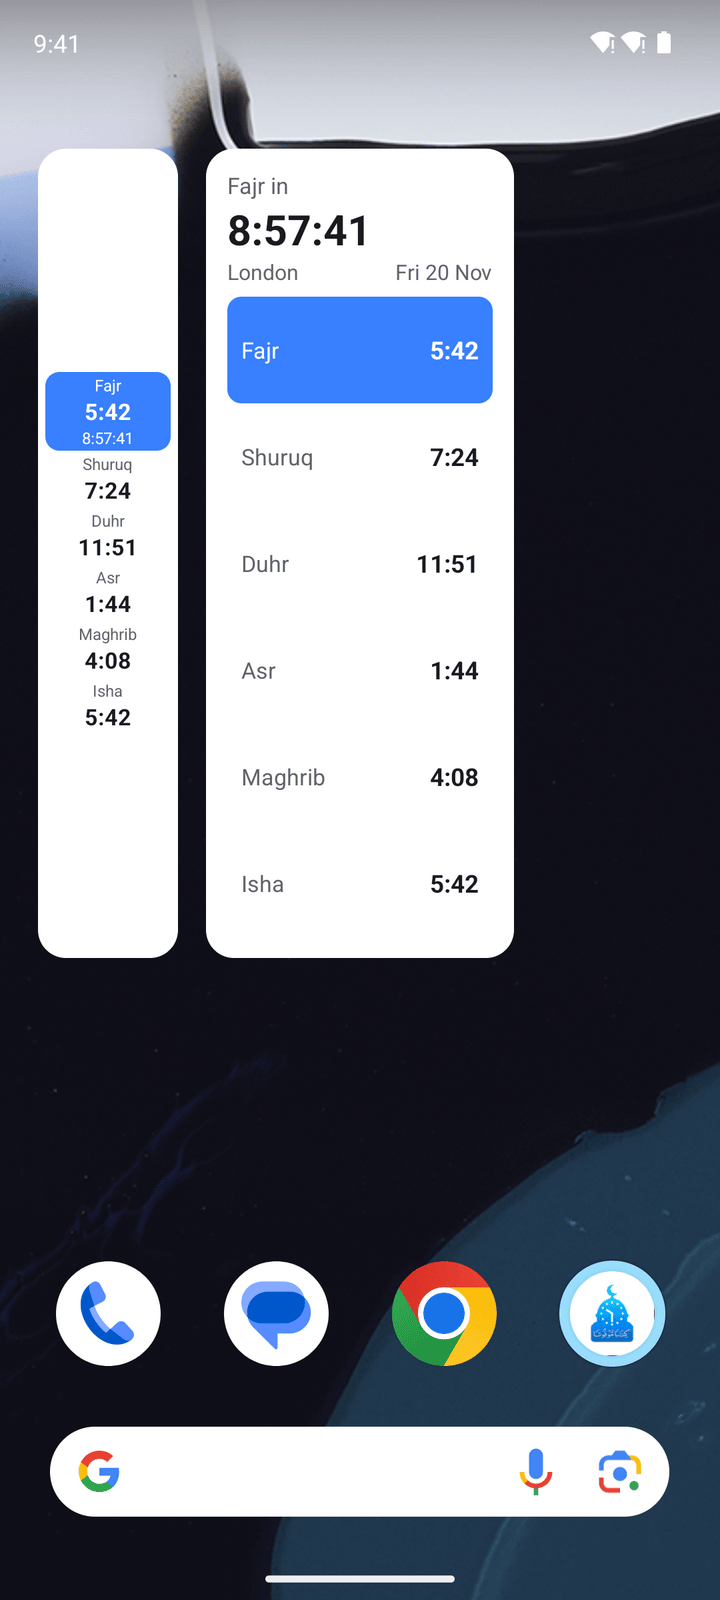 9:41
Fajr
5:42
8:57:41
Shuruq
7:24
Duhr
11:51
Asr
1:44
Maghrib
4:08
Isha
5:42
Fajr in
8:57:41
London Fri 20 Nov
Fajr 5:42
Shuruq 7:24
Duhr 11:51
Asr 1:44
Maghrib 4:08
Isha 5:42